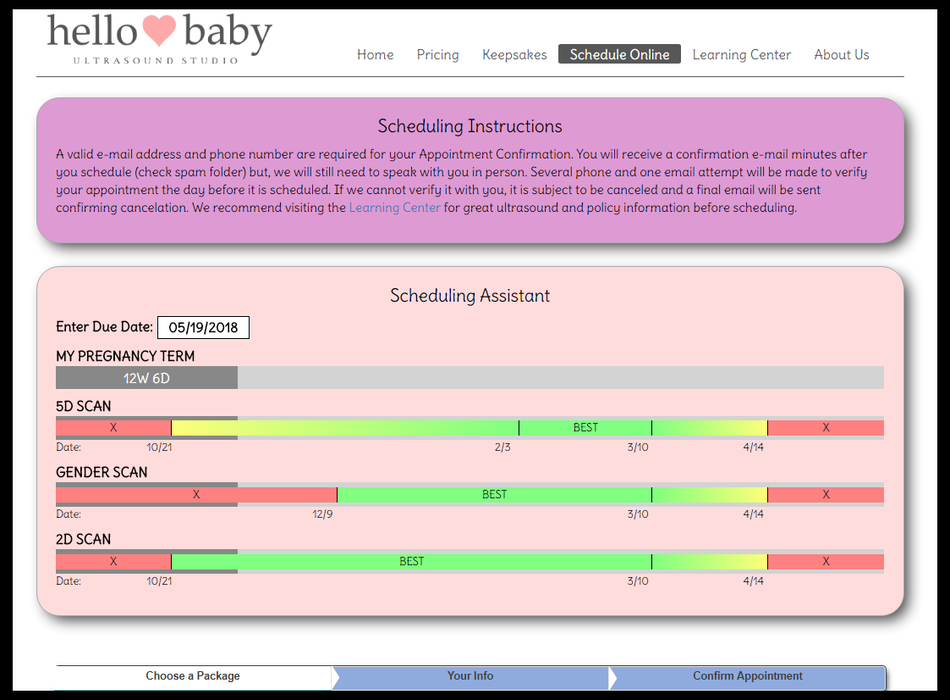 hello baby
ULTRASOUND STUDIO
Home Pricing Keepsakes Schedule Online Learning Center About Us
Scheduling Instructions
A valid e-mail address and phone number are required for your Appointment Confirmation. You will receive a confirmation e-mail minutes after
you schedule (check spam folder) but, we will still need to speak with you in person. Several phone and one email attempt will be made to verify
your appointment the day before it is scheduled. If we cannot verify it with you, it is subject to be canceled and a final email will be sent
confirming cancelation. We recommend visiting the Learning Center for great ultrasound and policy information before scheduling.
Scheduling Assistant
Enter Due Date: 05/19/2018
MY PREGNANCY TERM
12W 6D
5D SCAN
X BEST X
Date: 10/21 2/3 3/10 4/14
GENDER SCAN
X BEST X
Date: 12/9 3/10 4/14
2D SCAN
X BEST X
Date: 10/21 3/10 4/14
Choose a Package Your Info Confirm Appointment